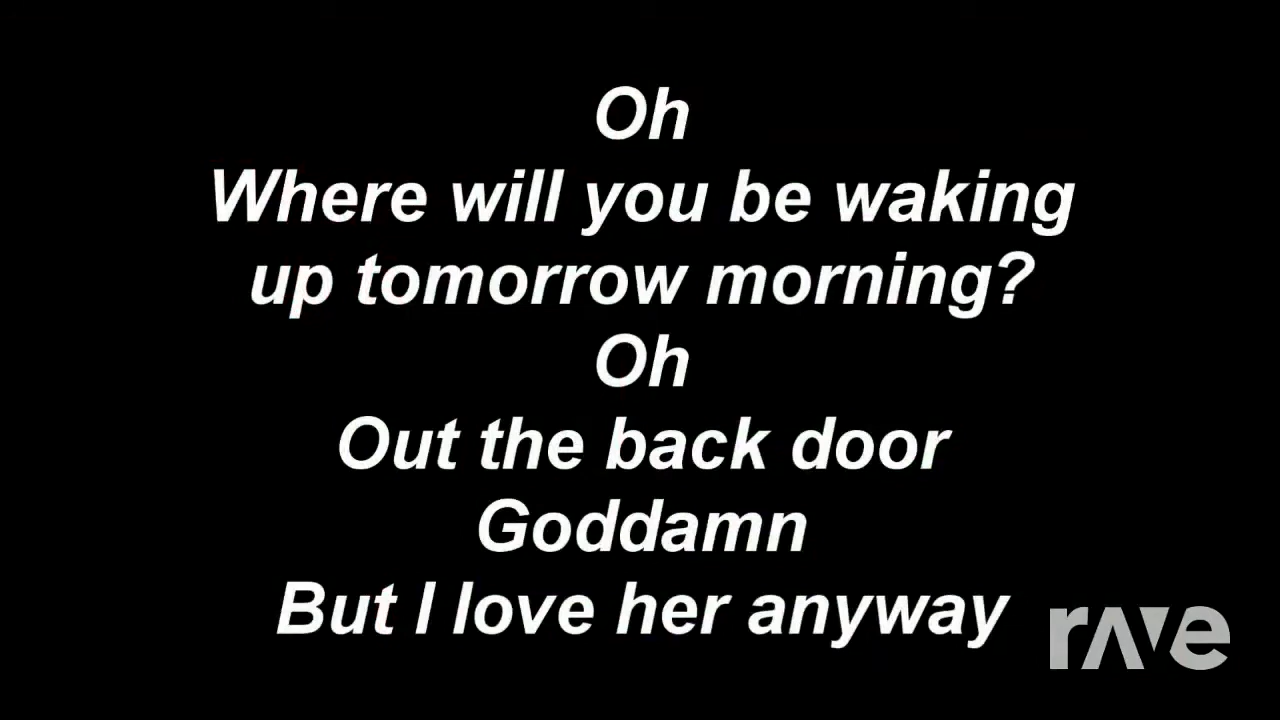 Oh
Where will you be waking
up tomorrow morning?
Oh
Out the back door
Goddamn
But I love her anyway
rave